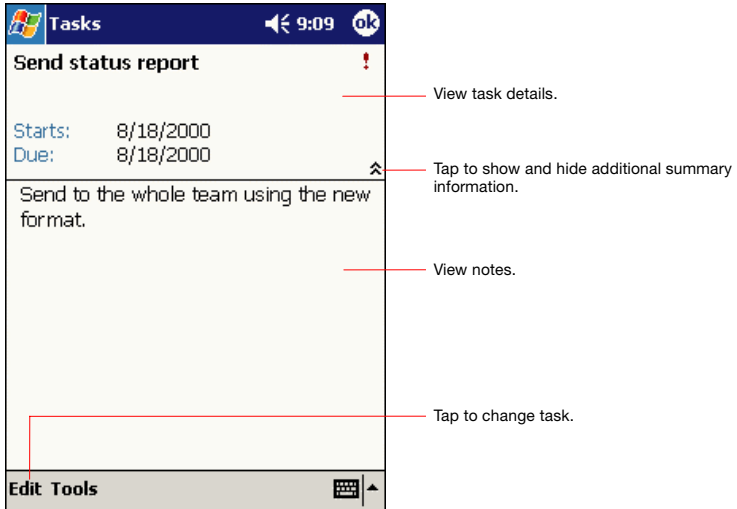 Tasks 9:09 ok
Send status report !
View task details.
Starts: 8/18/2000
Due: 8/18/2000
Tap to show and hide additional summary
information.
Send to the whole team using the new
format.
View notes.
Tap to change task.
Edit Tools